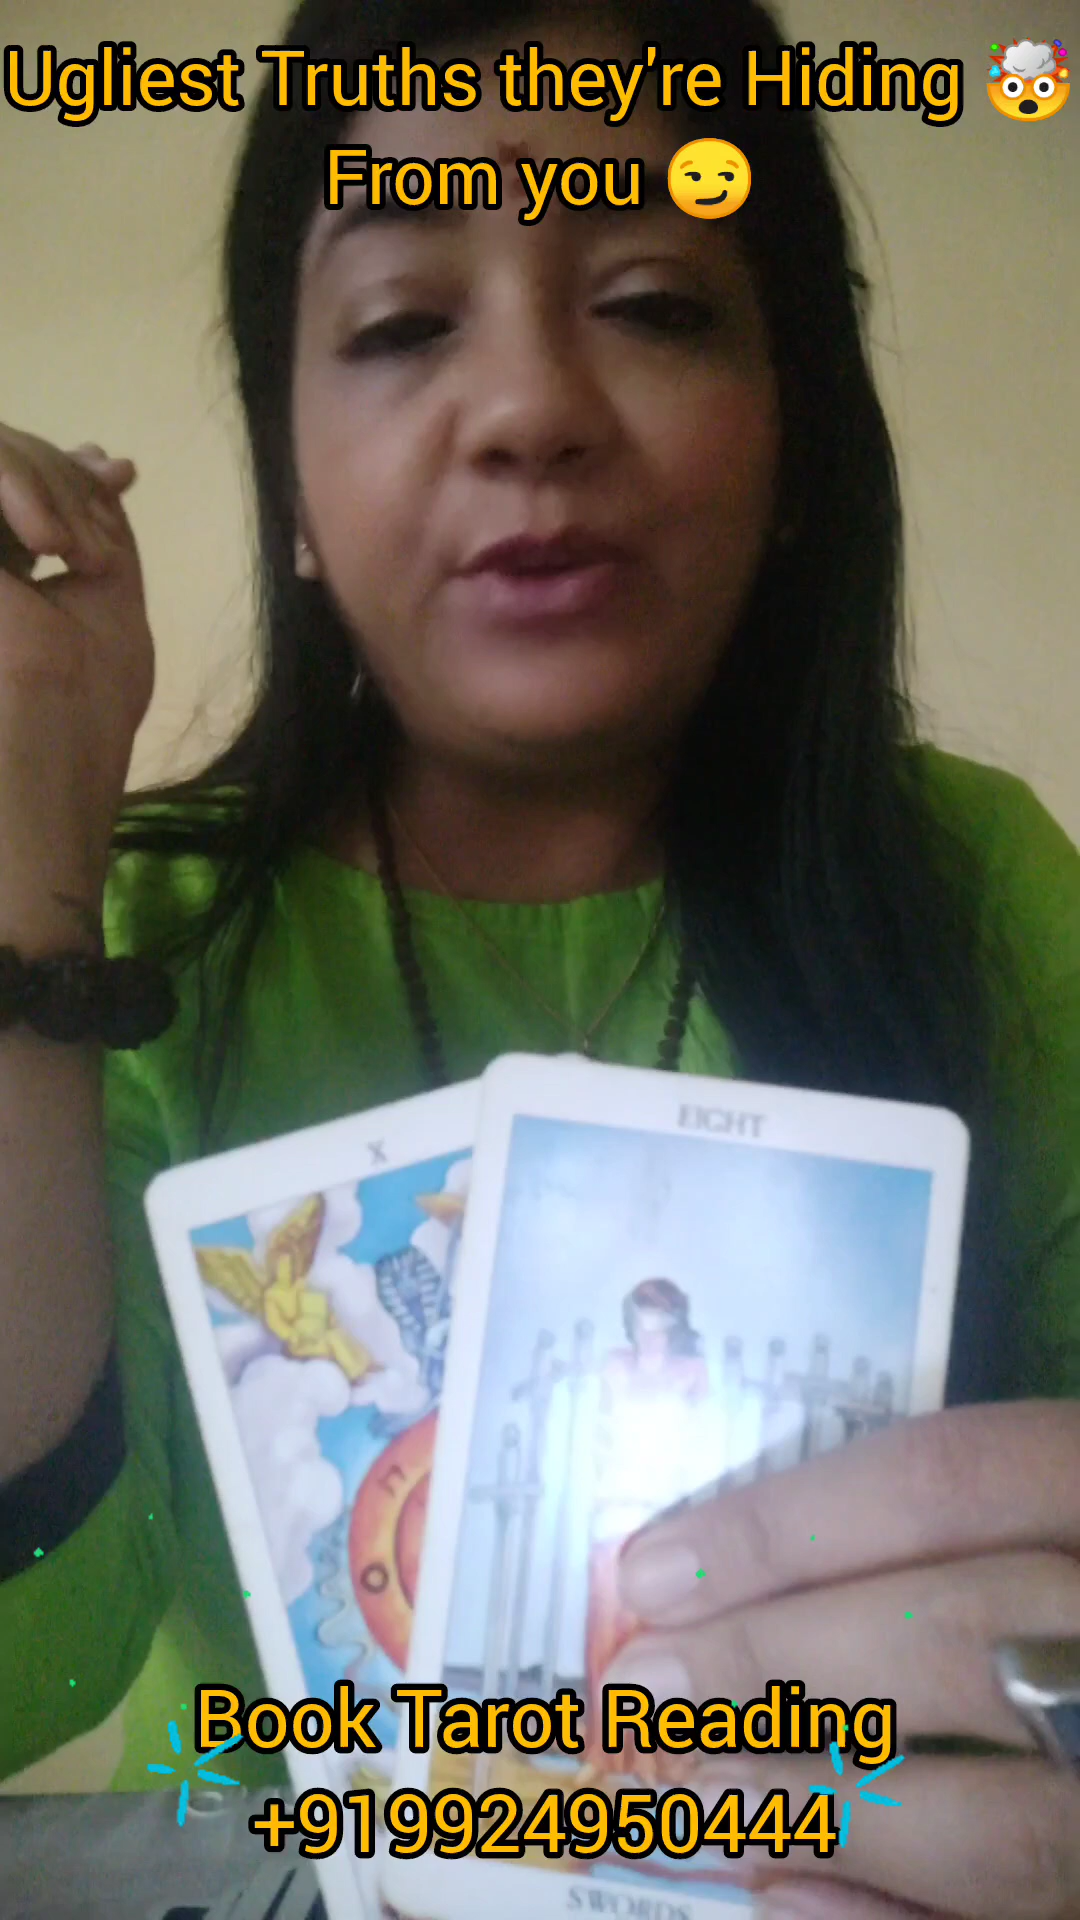 Ugliest Truths they're Hiding 🤯
From you 😏
X
EIGHT
O
Book Tarot Reading
+919924950444
SWORDS